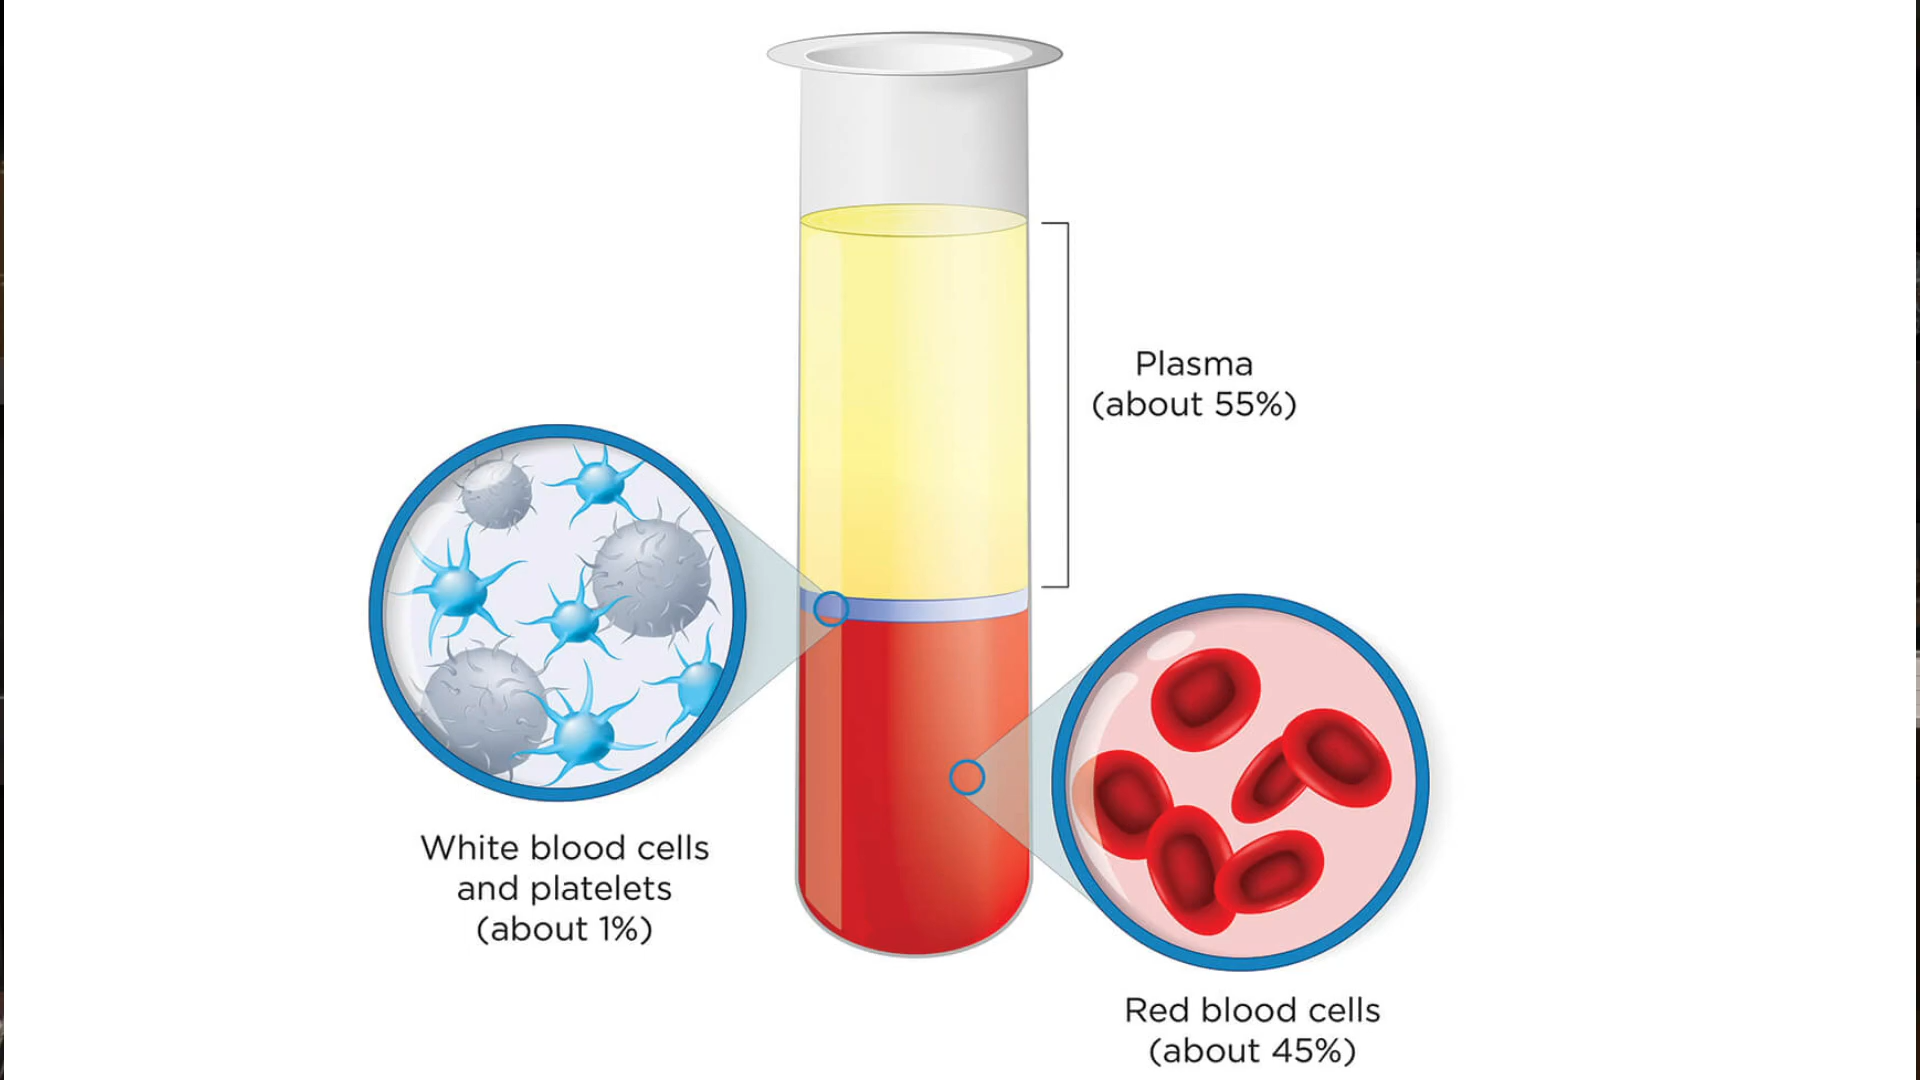 Plasma
(about 55%)
White blood cells
and platelets
(about 1%)
Red blood cells
(about 45%)